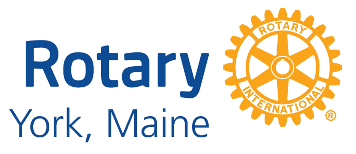 Rotary
York, Maine
ROTARY
INTERNATIONAL
®